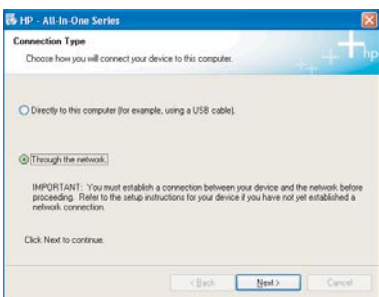 HP - All-In-One Series
Connection Type
Choose how you will connect your device to this computer.
hp
Directly to this computer (for example, using a USB cable).
Through the network.
IMPORTANT: You must establish a connection between your device and the network before
proceeding. Refer to the setup instructions for your device if you have not yet established a
network connection.
Click Next to continue.
< Back
Next >
Cancel